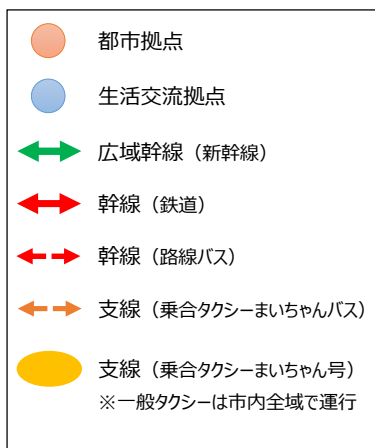 都市拠点
生活交流拠点
広域幹線（新幹線）
幹線（鉄道）
幹線（路線バス）
支線（乗合タクシーまいちゃんバス）
支線（乗合タクシーまいちゃん号）
※一般タクシーは市内全域で運行